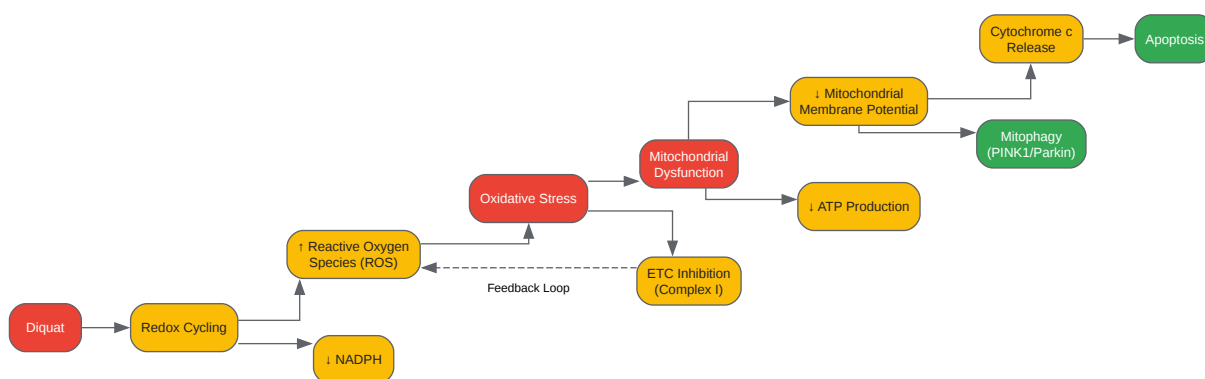 Cytochrome c
Release
Apoptosis
↓ Mitochondrial
Membrane Potential
Mitophagy
(PINK1/Parkin)
Mitochondrial
Dysfunction
Oxidative Stress
↓ ATP Production
↑ Reactive Oxygen
Species (ROS)
ETC Inhibition
(Complex I)
Feedback Loop
Diquat
Redox Cycling
↓ NADPH